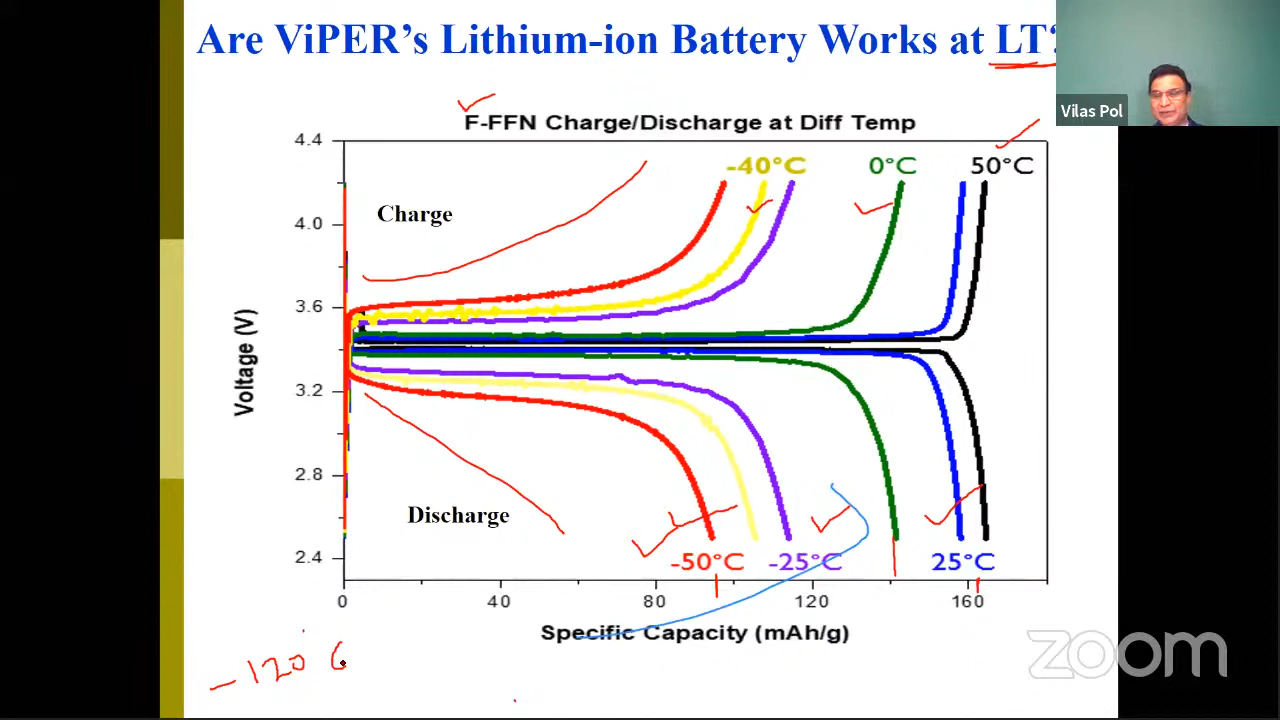 Are ViPER’s Lithium-ion Battery Works at LT?
Vilas Pol
F-FFN Charge/Discharge at Diff Temp
4.4
4.0
3.6
3.2
2.8
2.4
Voltage (V)
-40°C
0°C
50°C
Charge
Discharge
-50°C
-25°C
25°C
0
40
80
120
160
Specific Capacity (mAh/g)
zoom
-120